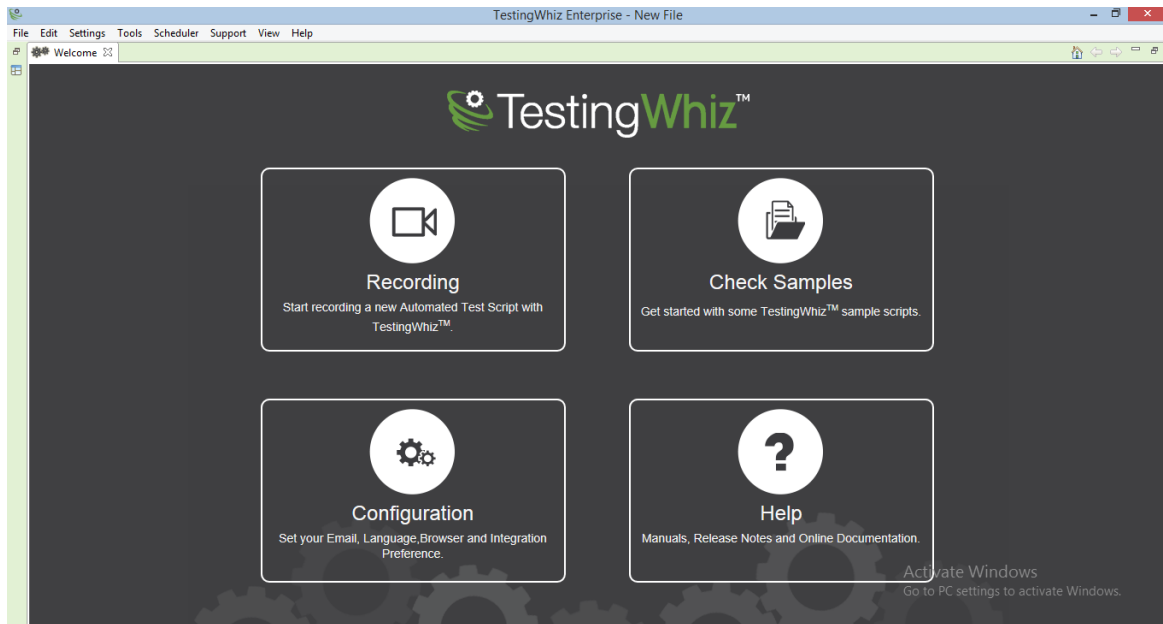 TestingWhiz Enterprise - New File
File Edit Settings Tools Scheduler Support View Help
Welcome
TestingWhiz™
Recording
Start recording a new Automated Test Script with
TestingWhiz™.
Check Samples
Get started with some TestingWhiz™ sample scripts.
Configuration
Set your Email, Language,Browser and Integration
Preference.
Help
Manuals, Release Notes and Online Documentation.
Activate Windows
Go to PC settings to activate Windows.